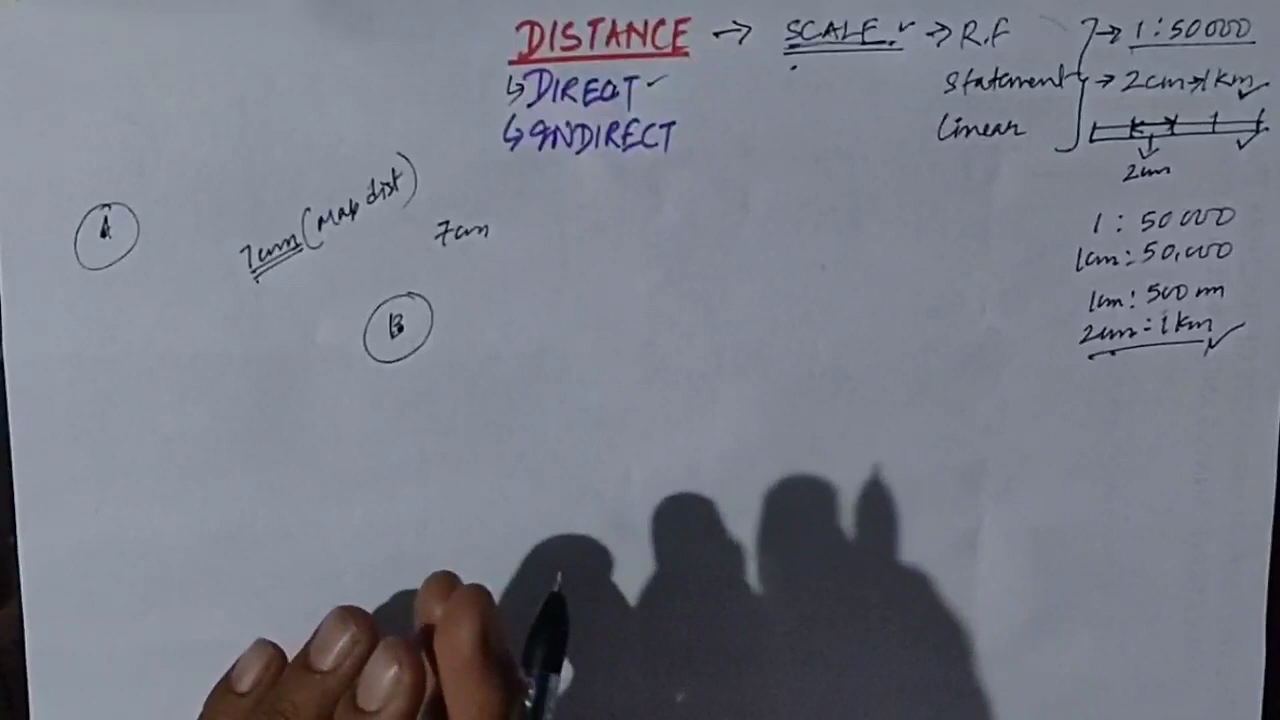 DISTANCE → SCALE. → R.F → 1:50000
↳ DIRECT
↳ INDIRECT
Statement → 2cm → 1km
Linear
2cm
A
7cm (Map dist)
7cm
B
1 : 50000
1cm : 50,000
1cm : 500 m
2cm = 1km